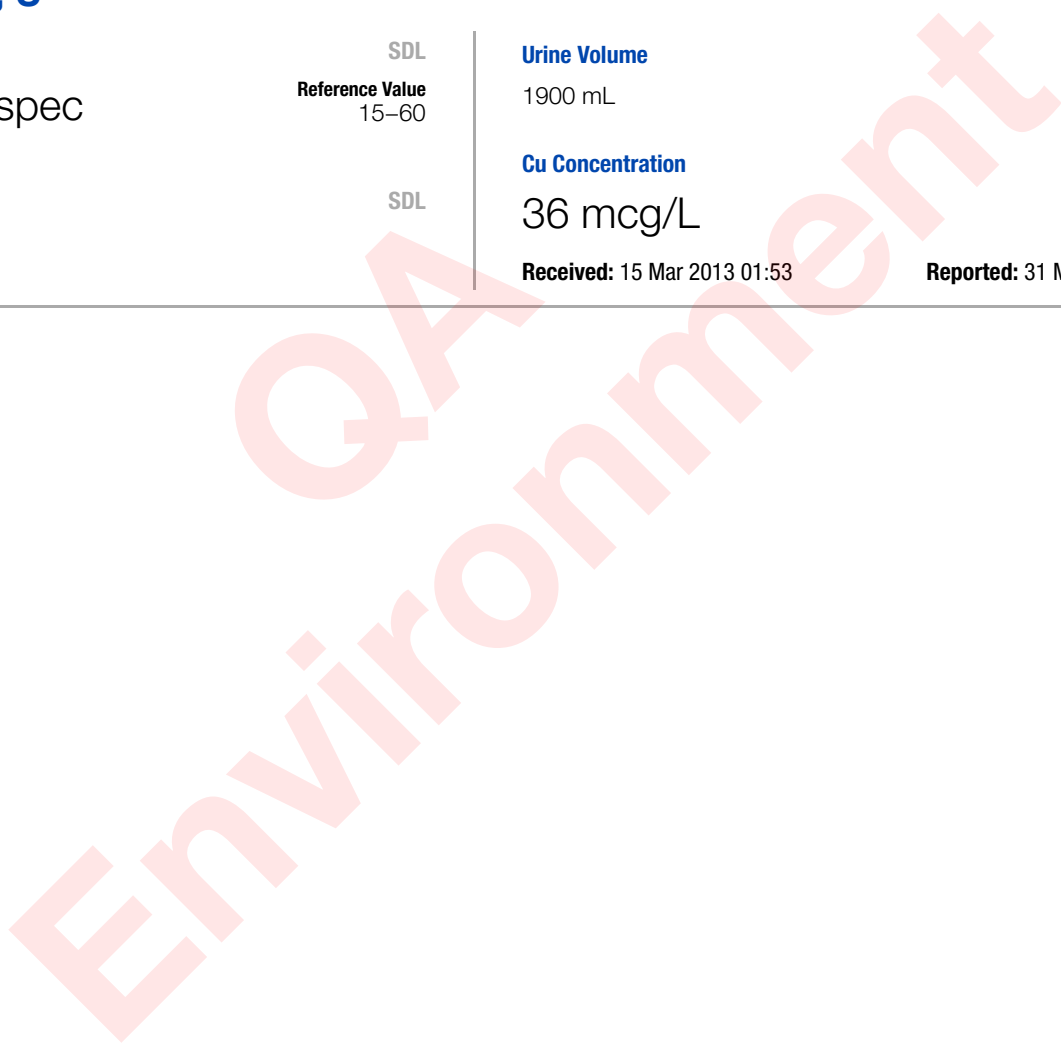 SDL
spec
Reference Value
15–60
SDL
Urine Volume
1900 mL
Cu Concentration
36 mcg/L
Received: 15 Mar 2013 01:53
Reported: 31
QA
Environment